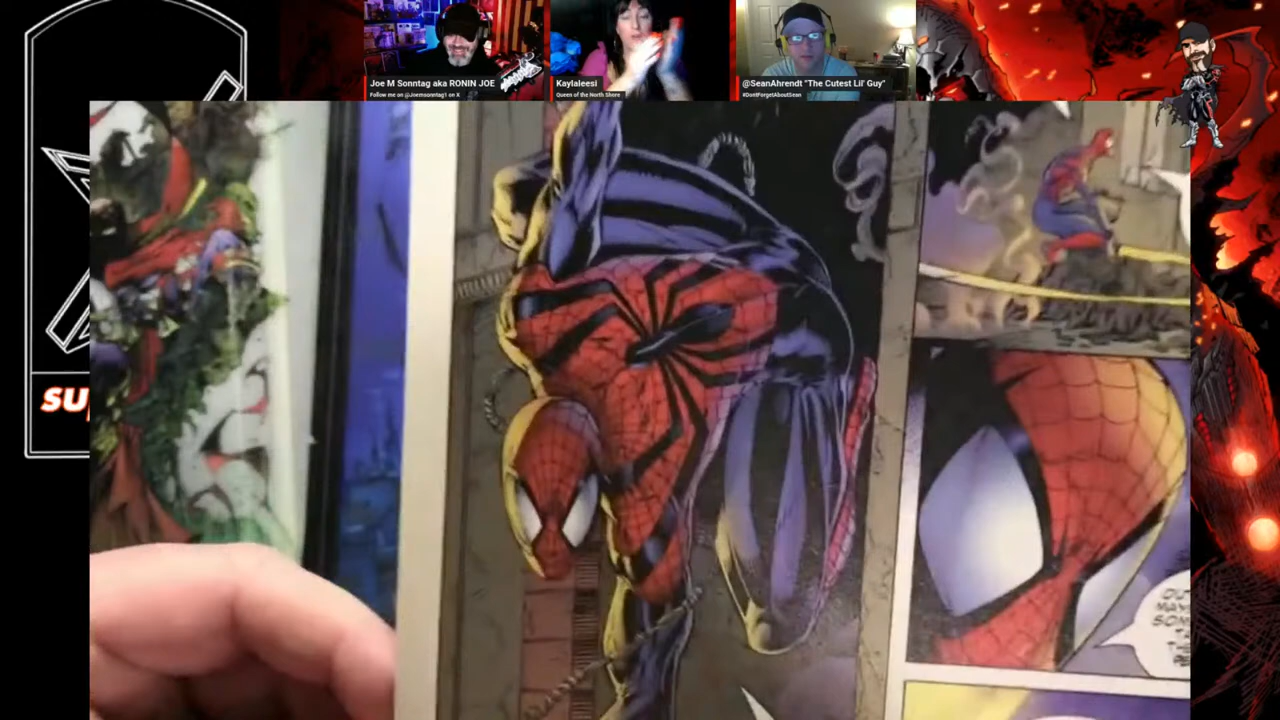 Joe M Sonntag aka RONIN JOE
Follow me on @Joemsonntag1 on X
Kaylaleesi
Queen of the North Shore
@SeanAhrendt "The Cutest Lil' Guy"
#DontForgetAboutSean
SU